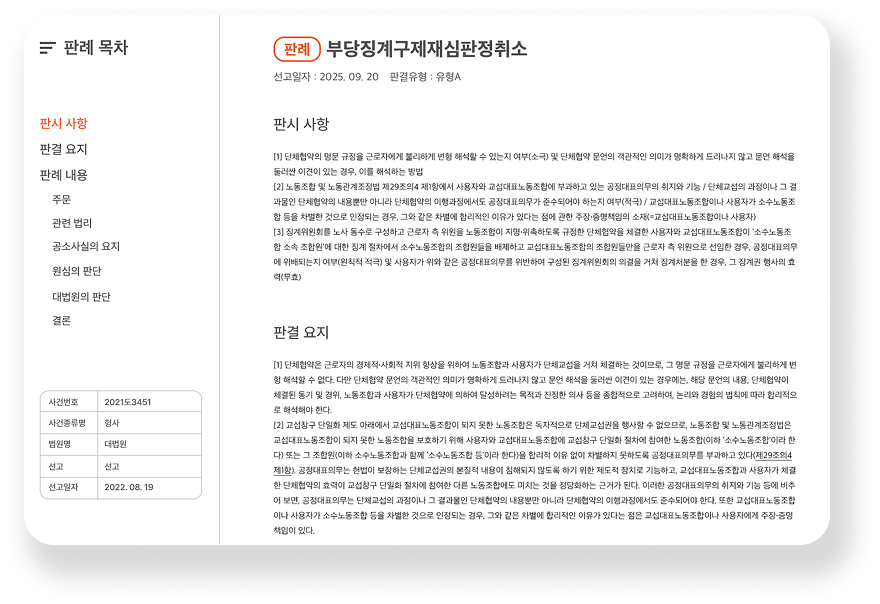 판례 목차
판시 사항
판결 요지
판례 내용
주문
관련 법리
공소사실의 요지
원심의 판단
대법원의 판단
결론
사건번호 2021도3451
사건종류명 형사
법원명 대법원
선고 선고
선고일자 2022. 08. 19
판례 부당징계구제재심판정취소
선고일자 : 2025. 09. 20 판결유형 : 유형A
판시 사항
[1] 단체협약의 명문 규정을 근로자에게 불리하게 변형 해석할 수 있는지 여부(소극) 및 단체협약 문언의 객관적인 의미가 명확하게 드러나지 않고 문언 해석을
둘러싼 이견이 있는 경우, 이를 해석하는 방법
[2] 노동조합 및 노동관계조정법 제29조의4 제1항에서 사용자와 교섭대표노동조합에 부과하고 있는 공정대표의무의 취지와 기능 / 단체교섭의 과정이나 그 결
과물인 단체협약의 내용뿐만 아니라 단체협약의 이행과정에서도 공정대표의무가 준수되어야 하는지 여부(적극) / 교섭대표노동조합이나 사용자가 소수노동조
합 등을 차별한 것으로 인정되는 경우, 그와 같은 차별에 합리적인 이유가 있다는 점에 관한 주장·증명책임의 소재(=교섭대표노동조합이나 사용자)
[3] 징계위원회를 노사 동수로 구성하고 근로자 측 위원을 노동조합이 지명·위촉하도록 규정한 단체협약을 체결한 사용자와 교섭대표노동조합이 ‘소수노동조
합 소속 조합원’에 대한 징계 절차에서 소수노동조합의 조합원들을 배제하고 교섭대표노동조합의 조합원들만을 근로자 측 위원으로 선임한 경우, 공정대표의무
에 위배되는지 여부(원칙적 적극) 및 사용자가 위와 같은 공정대표의무를 위반하여 구성된 징계위원회의 의결을 거쳐 징계처분을 한 경우, 그 징계권 행사의 효
력(무효)
판결 요지
[1] 단체협약은 근로자의 경제적·사회적 지위 향상을 위하여 노동조합과 사용자가 단체교섭을 거쳐 체결하는 것이므로, 그 명문 규정을 근로자에게 불리하게 변
형 해석할 수 없다. 다만 단체협약 문언의 객관적인 의미가 명확하게 드러나지 않고 문언 해석을 둘러싼 이견이 있는 경우에는, 해당 문언의 내용, 단체협약이
체결된 동기 및 경위, 노동조합과 사용자가 단체협약에 의하여 달성하려는 목적과 진정한 의사 등을 종합적으로 고려하여, 논리와 경험의 법칙에 따라 합리적으
로 해석해야 한다.
[2] 교섭창구 단일화 제도 아래에서 교섭대표노동조합이 되지 못한 노동조합은 독자적으로 단체교섭권을 행사할 수 없으므로, 노동조합 및 노동관계조정법은
교섭대표노동조합이 되지 못한 노동조합을 보호하기 위해 사용자와 교섭대표노동조합에 교섭창구 단일화 절차에 참여한 노동조합(이하 ‘소수노동조합’이라 한
다) 또는 그 조합원(이하 소수노동조합과 함께 ‘소수노동조합 등’이라 한다)을 합리적 이유 없이 차별하지 못하도록 공정대표의무를 부과하고 있다(제29조의4
제1항). 공정대표의무는 헌법이 보장하는 단체교섭권의 본질적 내용이 침해되지 않도록 하기 위한 제도적 장치로 기능하고, 교섭대표노동조합과 사용자가 체결
한 단체협약의 효력이 교섭창구 단일화 절차에 참여한 다른 노동조합에도 미치는 것을 정당화하는 근거가 된다. 이러한 공정대표의무의 취지와 기능 등에 비추
어 보면, 공정대표의무는 단체교섭의 과정이나 그 결과물인 단체협약의 내용뿐만 아니라 단체협약의 이행과정에서도 준수되어야 한다. 또한 교섭대표노동조합
이나 사용자가 소수노동조합 등을 차별한 것으로 인정되는 경우, 그와 같은 차별에 합리적인 이유가 있다는 점은 교섭대표노동조합이나 사용자에게 주장·증명
책임이 있다.